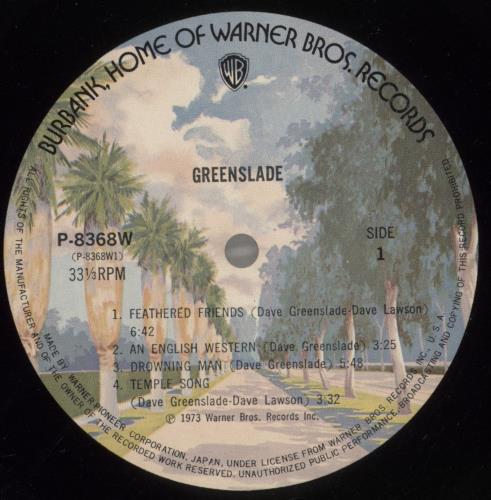 BURBANK, HOME OF WARNER BROS. RECORDS
WB
GREENSLADE
P-8368W
(P-8368W1)
33⅓RPM
SIDE
1
1. FEATHERED FRIENDS (Dave Greenslade-Dave Lawson)
6:42
2. AN ENGLISH WESTERN (Dave Greenslade) 3:25
3. DROWNING MAN (Dave Greenslade) 5:48
4. TEMPLE SONG
(Dave Greenslade-Dave Lawson) 3:32
℗ 1973 Warner Bros. Records Inc.
MADE BY WARNER-PIONEER CORPORATION, JAPAN, UNDER LICENSE FROM WARNER BROS. RECORDS INC., U.S.A.
ALL RIGHTS OF THE MANUFACTURER AND OF THE OWNER OF THE RECORDED WORK RESERVED. UNAUTHORIZED PUBLIC PERFORMANCE, BROADCASTING AND COPYING OF THIS RECORD PROHIBITED